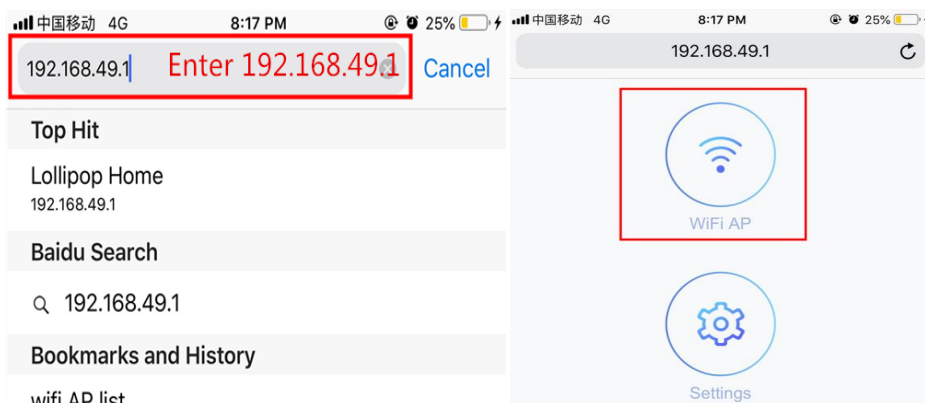 中国移动 4G 8:17 PM 25%
192.168.49.1 Enter 192.168.49.1 Cancel
Top Hit
Lollipop Home
192.168.49.1
Baidu Search
192.168.49.1
Bookmarks and History
wifi AP list
中国移动 4G 8:17 PM 25%
192.168.49.1
WiFi AP
Settings